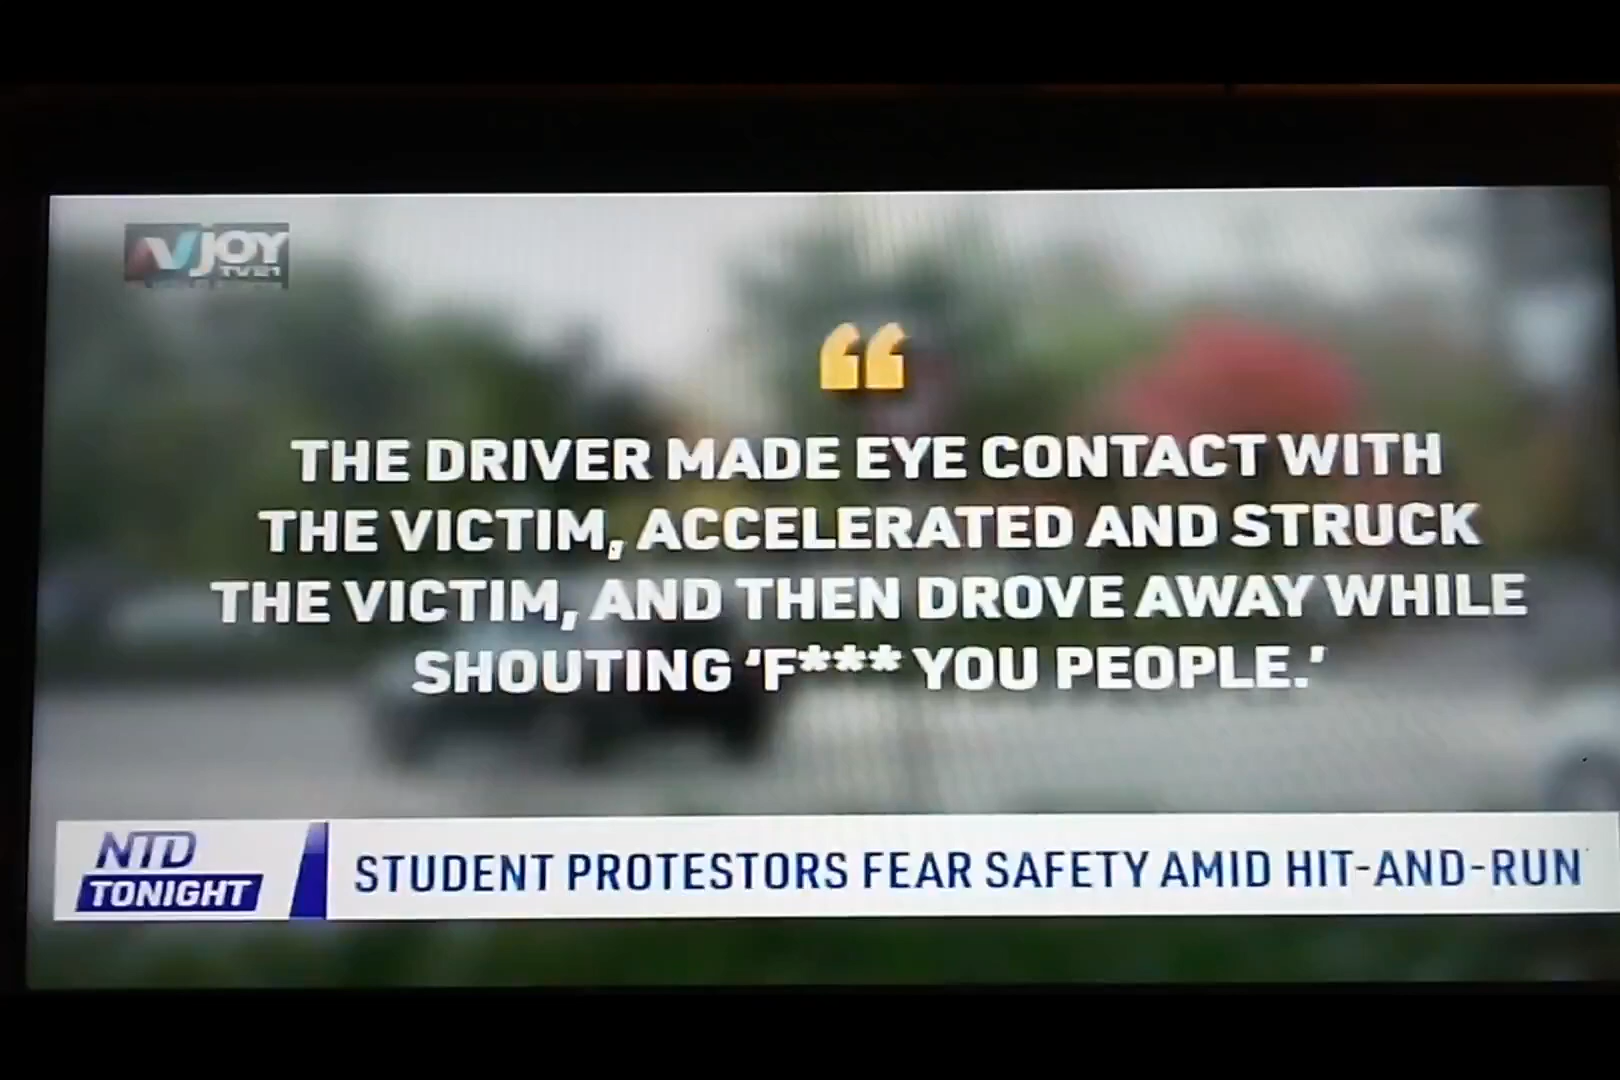 NJOY
TV21
“
THE DRIVER MADE EYE CONTACT WITH
THE VICTIM, ACCELERATED AND STRUCK
THE VICTIM, AND THEN DROVE AWAY WHILE
SHOUTING ‘F*** YOU PEOPLE.’
NTD
TONIGHT
STUDENT PROTESTORS FEAR SAFETY AMID HIT-AND-RUN